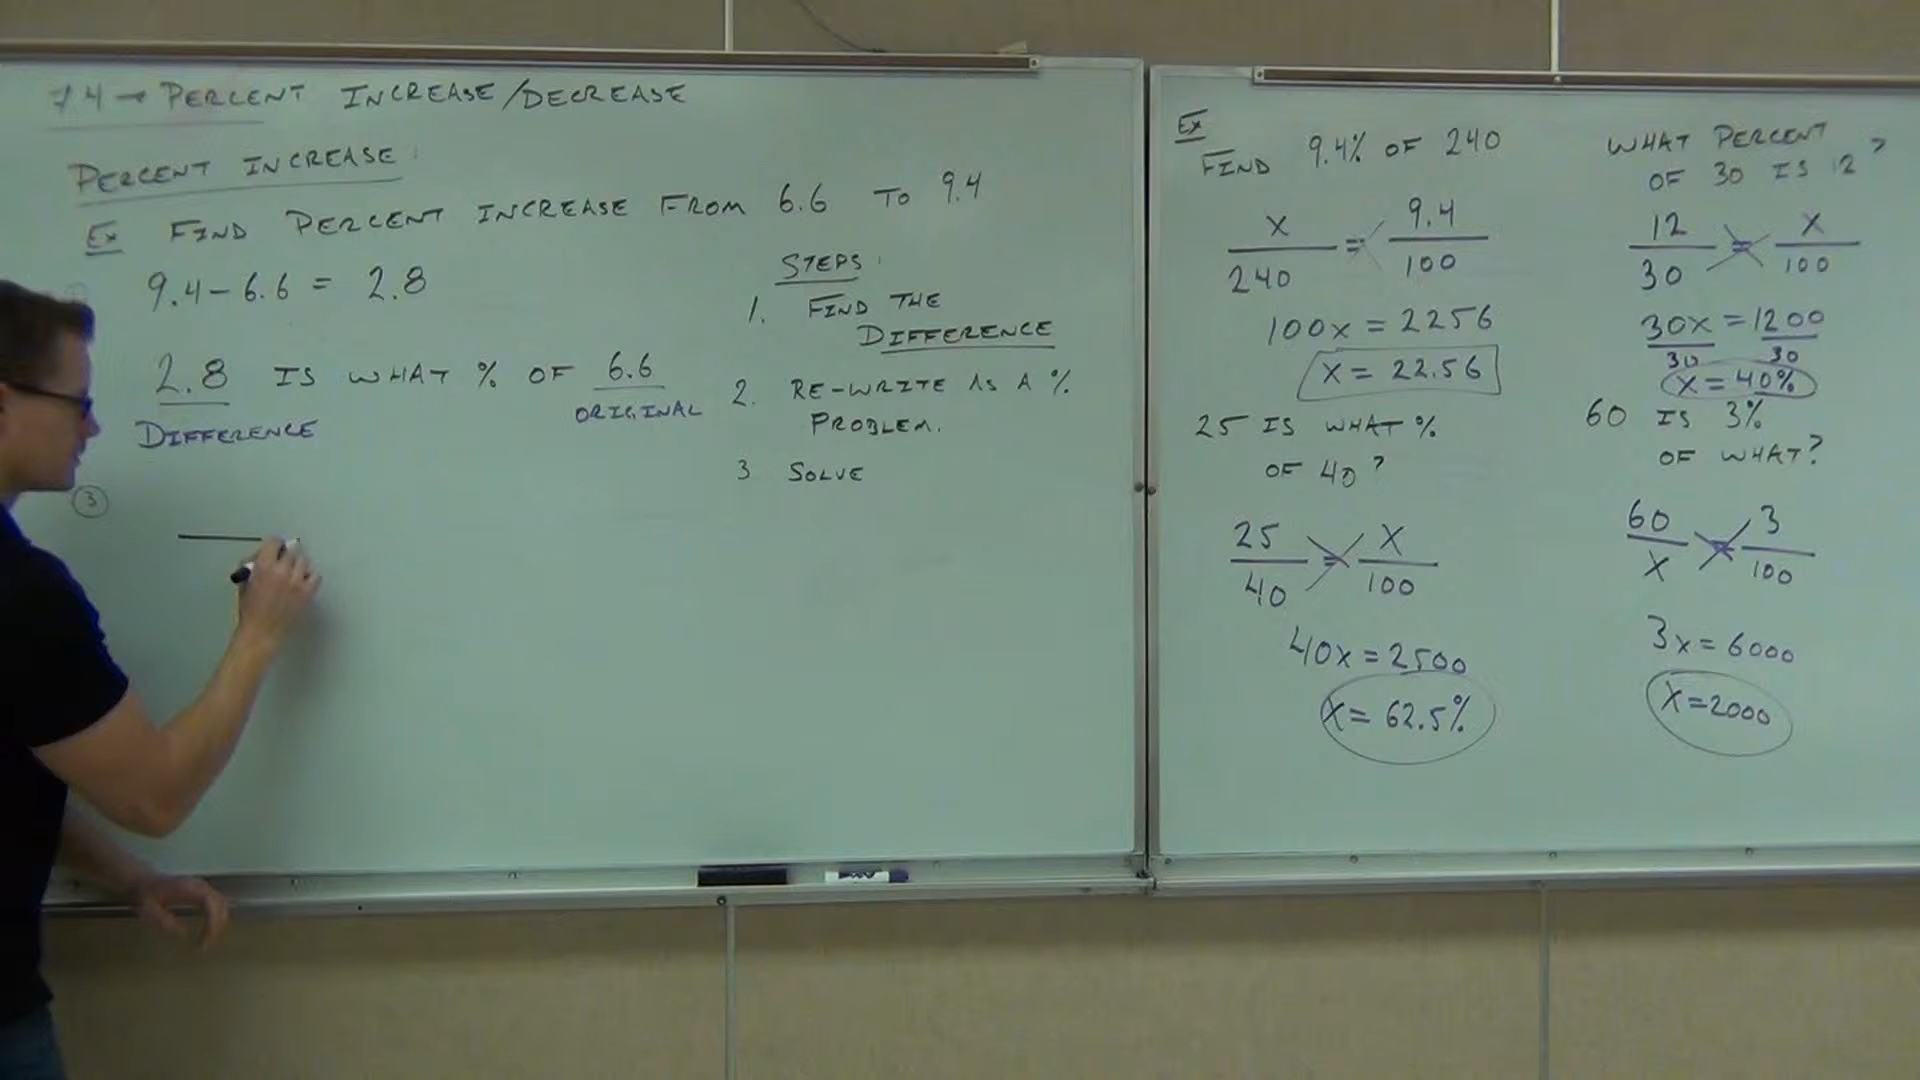 7.4 → PERCENT INCREASE/DECREASE
PERCENT INCREASE:
Ex FIND PERCENT INCREASE FROM 6.6 TO 9.4
9.4 - 6.6 = 2.8
2.8 IS WHAT % OF 6.6
DIFFERENCE ORIGINAL
3
STEPS:
1. FIND THE
DIFFERENCE
2. RE-WRITE AS A %
PROBLEM.
3 SOLVE
Ex
FIND 9.4% OF 240
x/240 = 9.4/100
100x = 2256
x = 22.56
25 IS WHAT %
OF 40?
25/40 = x/100
40x = 2500
x = 62.5%
WHAT PERCENT
OF 30 IS 12?
12/30 = x/100
30x = 1200
30 30
x = 40%
60 IS 3%
OF WHAT?
60/x = 3/100
3x = 6000
x = 2000